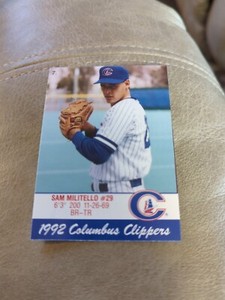 SAM MILITELLO #29
6'3" 200 11-26-69
BR-TR
1992 Columbus Clippers